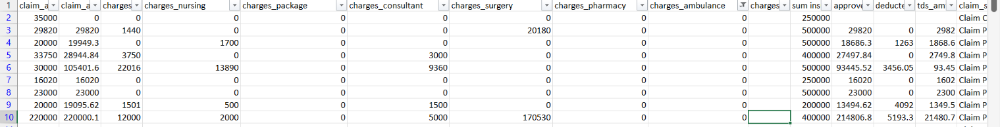 1 claim_a claim_a charges charges_nursing charges_package charges_consultant charges_surgery charges_pharmacy charges_ambulance charges sum ins approve deducte tds_am claim_s
2 35000 0 0 0 0 0 0 0 0 250000 Claim C
3 29820 29820 1440 0 0 0 20180 0 0 500000 29820 0 2982 Claim P
4 20000 19949.3 0 1700 0 0 0 0 0 500000 18686.3 1263 1868.6 Claim P
5 33750 28944.84 3750 0 0 3000 0 0 0 400000 27497.84 0 2749.8 Claim P
6 30000 105401.6 22016 13890 0 9360 0 0 0 500000 93445.52 3456.05 93.45 Claim P
7 16020 16020 0 0 0 0 0 0 0 250000 16020 0 1602 Claim P
8 23000 23000 0 0 0 0 0 0 0 500000 23000 0 2300 Claim P
9 20000 19095.62 1501 500 0 1500 0 0 0 200000 13494.62 4092 1349.5 Claim P
10 220000 220000.1 12000 2000 0 5000 170530 0 0 400000 214806.8 5193.3 21480.7 Claim P